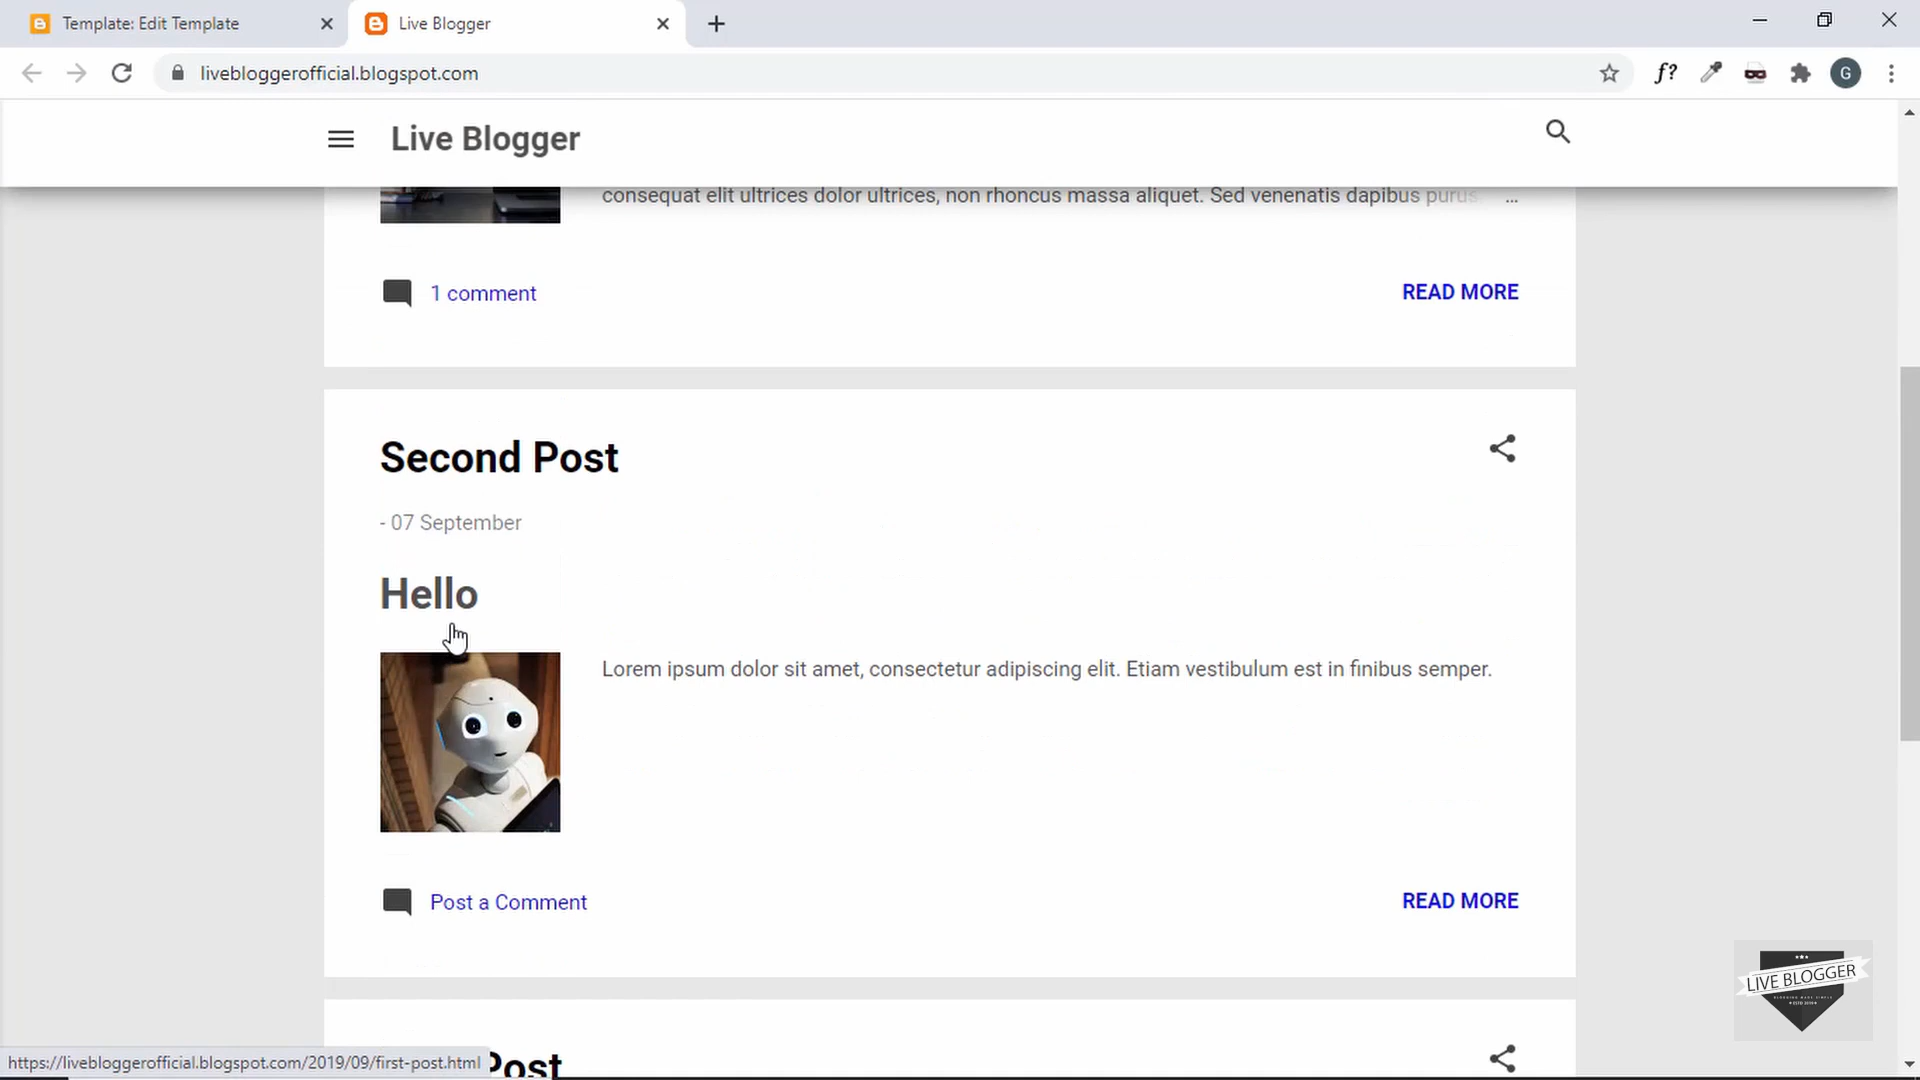 Template: Edit Template
Live Blogger
livebloggerofficial.blogspot.com
f?
G
Live Blogger
consequat elit ultrices dolor ultrices, non rhoncus massa aliquet. Sed venenatis dapibus purus ...
1 comment
READ MORE
Second Post
- 07 September
Hello
Lorem ipsum dolor sit amet, consectetur adipiscing elit. Etiam vestibulum est in finibus semper.
Post a Comment
READ MORE
LIVE BLOGGER
Post
https://livebloggerofficial.blogspot.com/2019/09/first-post.html